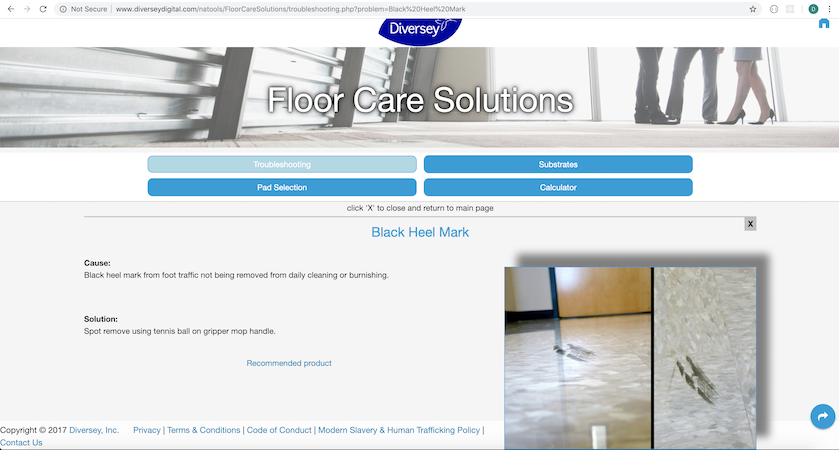 Not Secure | www.diverseydigital.com/natools/FloorCareSolutions/troubleshooting.php?problem=Black%20Heel%20Mark
D
Diversey
Floor Care Solutions
Troubleshooting
Substrates
Pad Selection
Calculator
click 'X' to close and return to main page
X
Black Heel Mark
Cause:
Black heel mark from foot traffic not being removed from daily cleaning or burnishing.
Solution:
Spot remove using tennis ball on gripper mop handle.
Recommended product
Copyright © 2017 Diversey, Inc. Privacy | Terms & Conditions | Code of Conduct | Modern Slavery & Human Trafficking Policy |
Contact Us